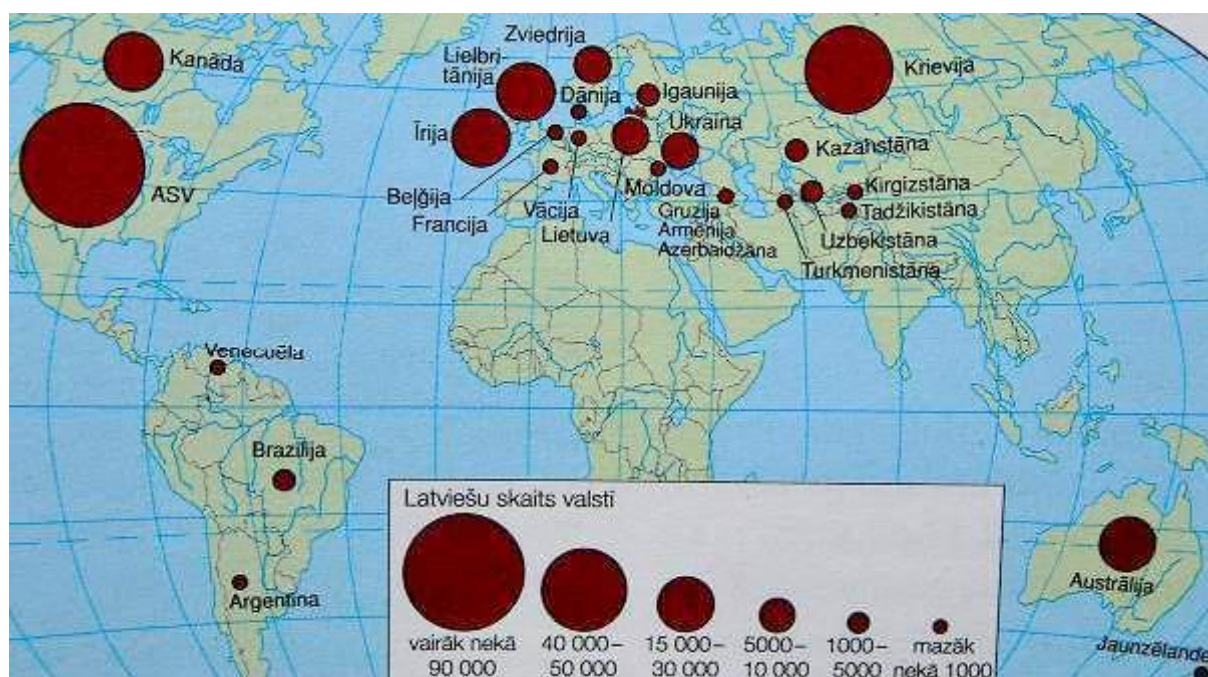 Kanāda
ASV
Zviedrija
Lielbri-
tānija
Dānija
Igaunija
Īrija
Ukraina
Krievija
Kazahstāna
Beļģija
Francija
Vācija
Lietuva
Moldova
Gruzija
Armēnija
Azerbaidžāna
Kirgizstāna
Tadžikistāna
Uzbekistāna
Turkmenistāna
Venecuēla
Brazīlija
Argentīna
Austrālija
Jaunzēlande
Latviešu skaits valstī
vairāk nekā
90 000
40 000–
50 000
15 000–
30 000
5000–
10 000
1000–
5000
mazāk
nekā 1000